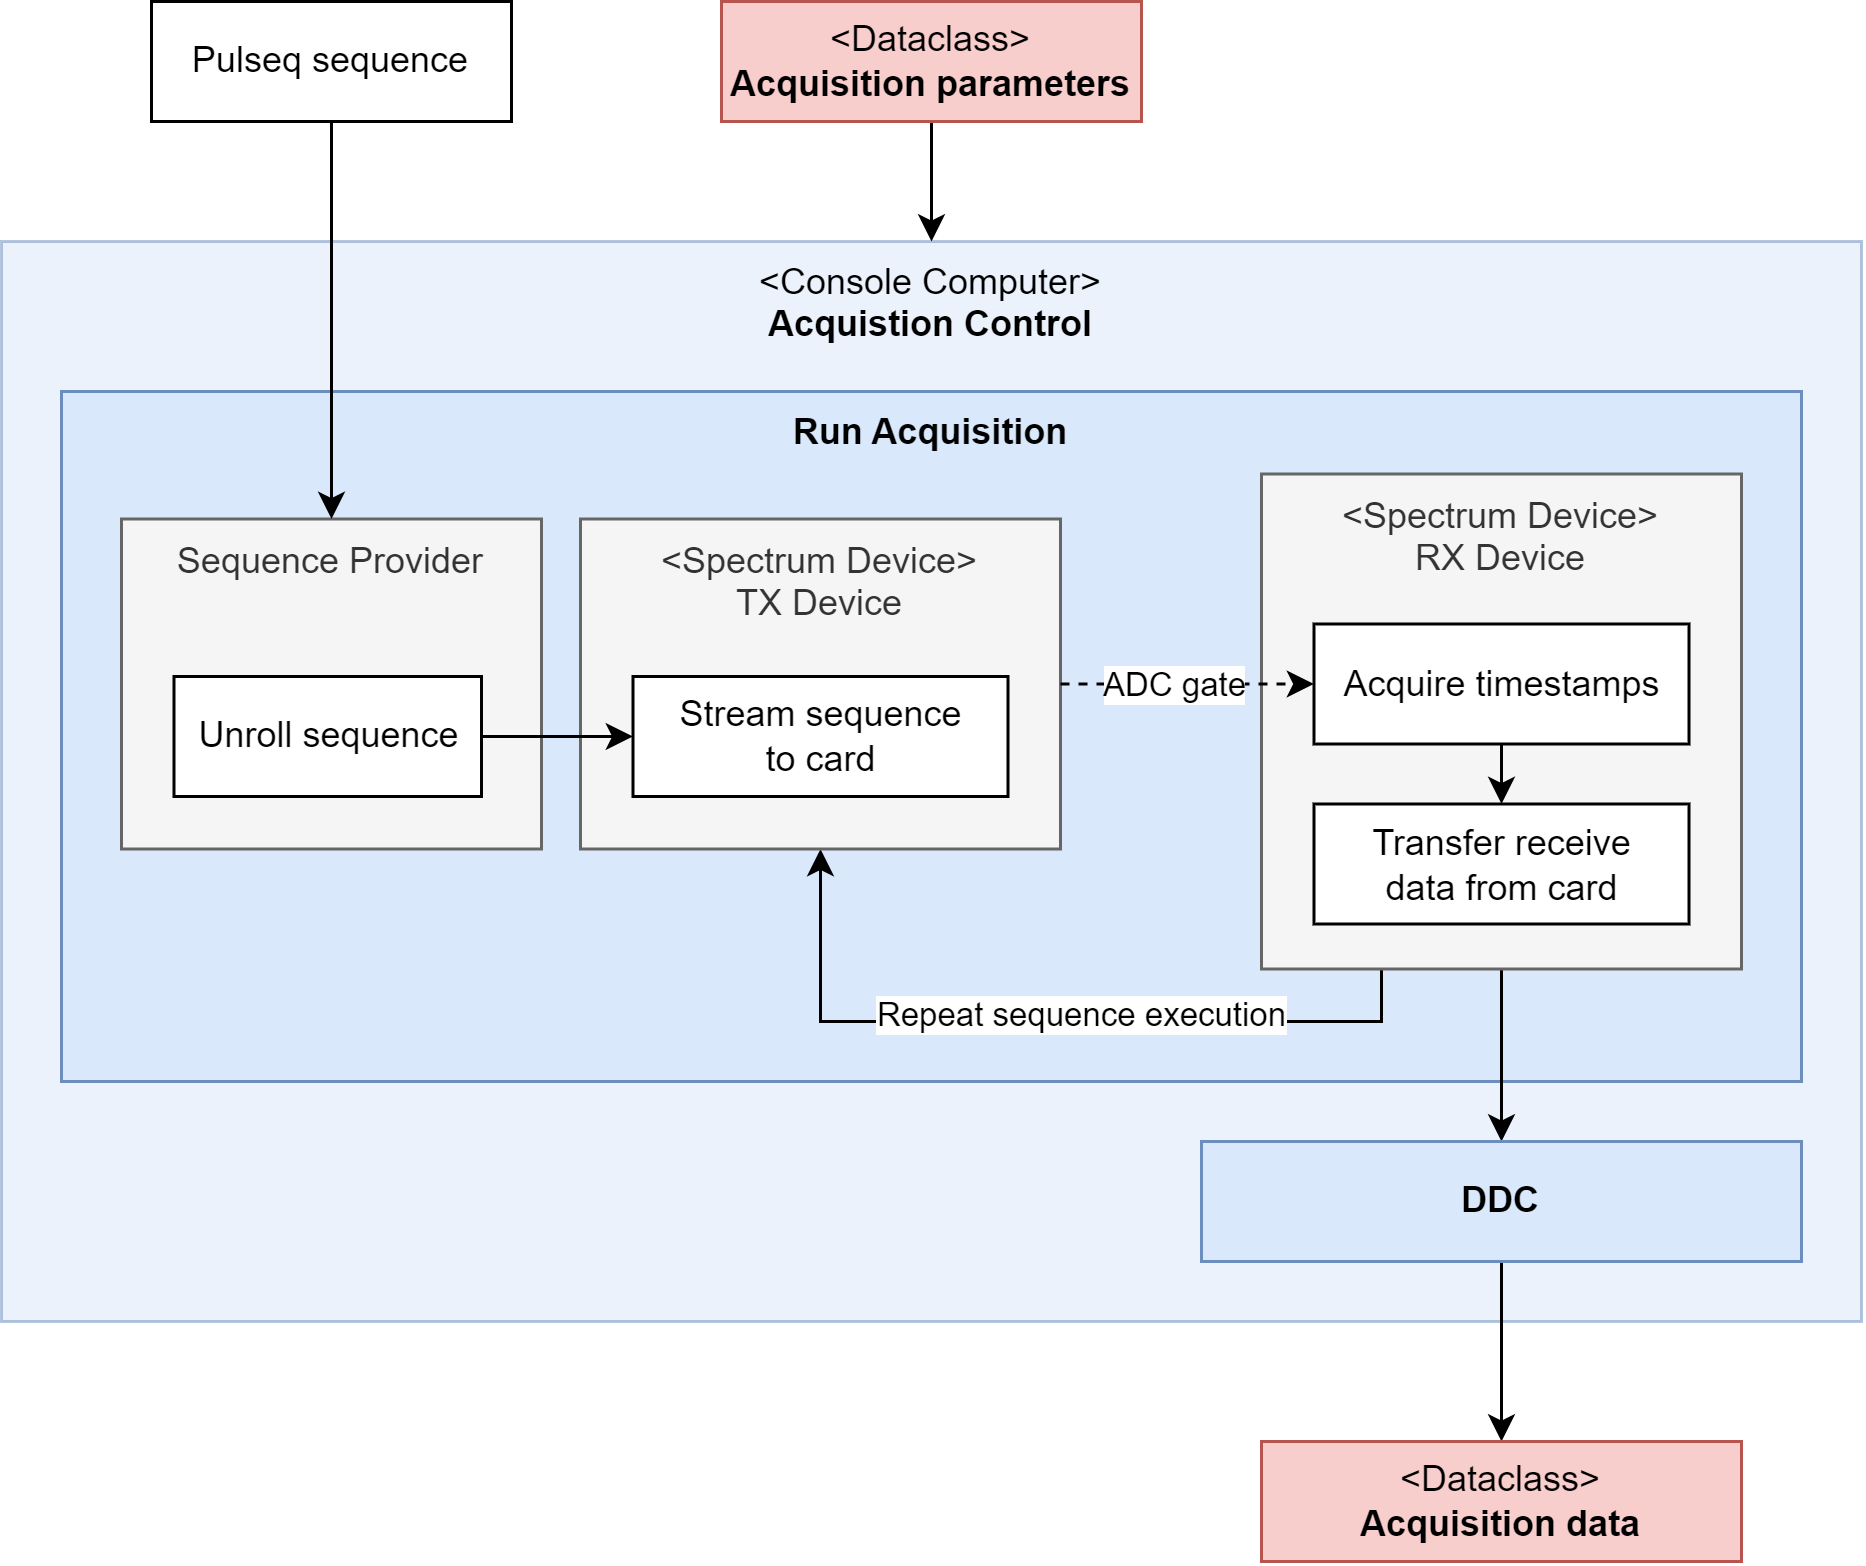 Pulseq sequence
<Dataclass>
Acquisition parameters
<Console Computer>
Acquistion Control
Run Acquisition
Sequence Provider
Unroll sequence
<Spectrum Device>
TX Device
Stream sequence
to card
ADC gate
<Spectrum Device>
RX Device
Acquire timestamps
Transfer receive
data from card
Repeat sequence execution
DDC
<Dataclass>
Acquisition data